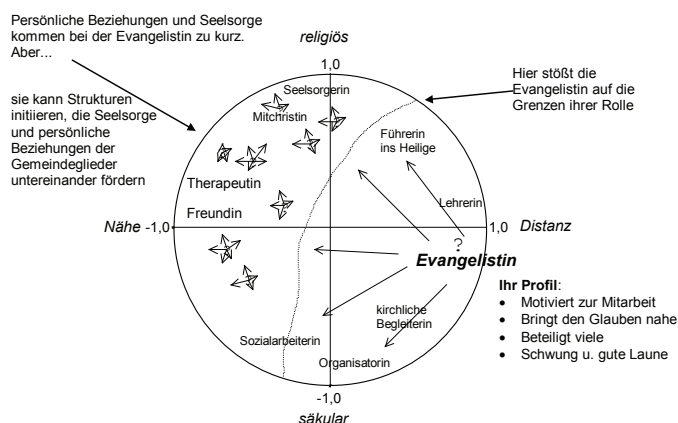 Persönliche Beziehungen und Seelsorge
kommen bei der Evangelistin zu kurz.
Aber...
sie kann Strukturen
initiieren, die Seelsorge
und persönliche
Beziehungen der
Gemeindeglieder
untereinander fördern
religiös
1,0
Hier stößt die
Evangelistin auf die
Grenzen ihrer Rolle
Seelsorgerin
Mitchristin
Führerin
ins Heilige
Therapeutin
Lehrerin
Freundin
Nähe -1,0
1,0 Distanz
?
Evangelistin
Ihr Profil:
• Motiviert zur Mitarbeit
• Bringt den Glauben nahe
• Beteiligt viele
• Schwung u. gute Laune
kirchliche
Begleiterin
Sozialarbeiterin
Organisatorin
-1,0
säkular